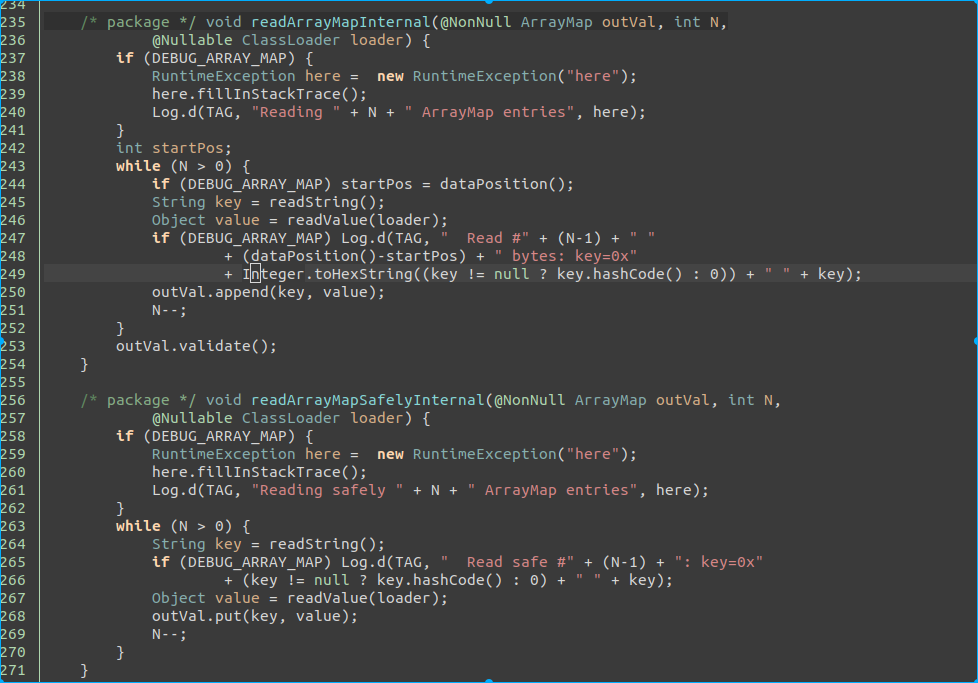 234
235     /* package */ void readArrayMapInternal(@NonNull ArrayMap outVal, int N,
236             @Nullable ClassLoader loader) {
237         if (DEBUG_ARRAY_MAP) {
238             RuntimeException here =  new RuntimeException("here");
239             here.fillInStackTrace();
240             Log.d(TAG, "Reading " + N + " ArrayMap entries", here);
241         }
242         int startPos;
243         while (N > 0) {
244             if (DEBUG_ARRAY_MAP) startPos = dataPosition();
245             String key = readString();
246             Object value = readValue(loader);
247             if (DEBUG_ARRAY_MAP) Log.d(TAG, "  Read #" + (N-1) + " "
248                     + (dataPosition()-startPos) + " bytes: key=0x"
249                     + Integer.toHexString((key != null ? key.hashCode() : 0)) + " " + key);
250             outVal.append(key, value);
251             N--;
252         }
253         outVal.validate();
254     }
255
256     /* package */ void readArrayMapSafelyInternal(@NonNull ArrayMap outVal, int N,
257             @Nullable ClassLoader loader) {
258         if (DEBUG_ARRAY_MAP) {
259             RuntimeException here =  new RuntimeException("here");
260             here.fillInStackTrace();
261             Log.d(TAG, "Reading safely " + N + " ArrayMap entries", here);
262         }
263         while (N > 0) {
264             String key = readString();
265             if (DEBUG_ARRAY_MAP) Log.d(TAG, "  Read safe #" + (N-1) + ": key=0x"
266                     + (key != null ? key.hashCode() : 0) + " " + key);
267             Object value = readValue(loader);
268             outVal.put(key, value);
269             N--;
270         }
271     }